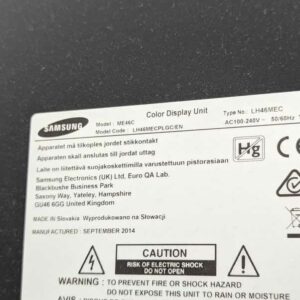 SAMSUNG
Color Display Unit
Model : ME46C
Model Code : LH46MECPLGC/EN
Type No : LH46MEC
AC100-240V~ 50/60Hz
Apparatet må tilkoples jordet stikkontakt
Apparaten skall anslutas till jordat uttag
Laite on liitettävä suojakoskettimilla varustettuun pistorasiaan
Hg
Samsung Electronics (UK) Ltd, Euro QA Lab.
Blackbushe Business Park
Saxony Way, Yateley, Hampshire
GU46 6GG United Kingdom
Made in Slovakia Wyprodukowano na Słowacji
MANUFACTURED : SEPTEMBER 2014
CAUTION
RISK OF ELECTRIC SHOCK
DO NOT OPEN
WARNING : TO PREVENT FIRE OR SHOCK HAZARD
DO NOT EXPOSE TO RAIN OR MOISTURE
AVIS